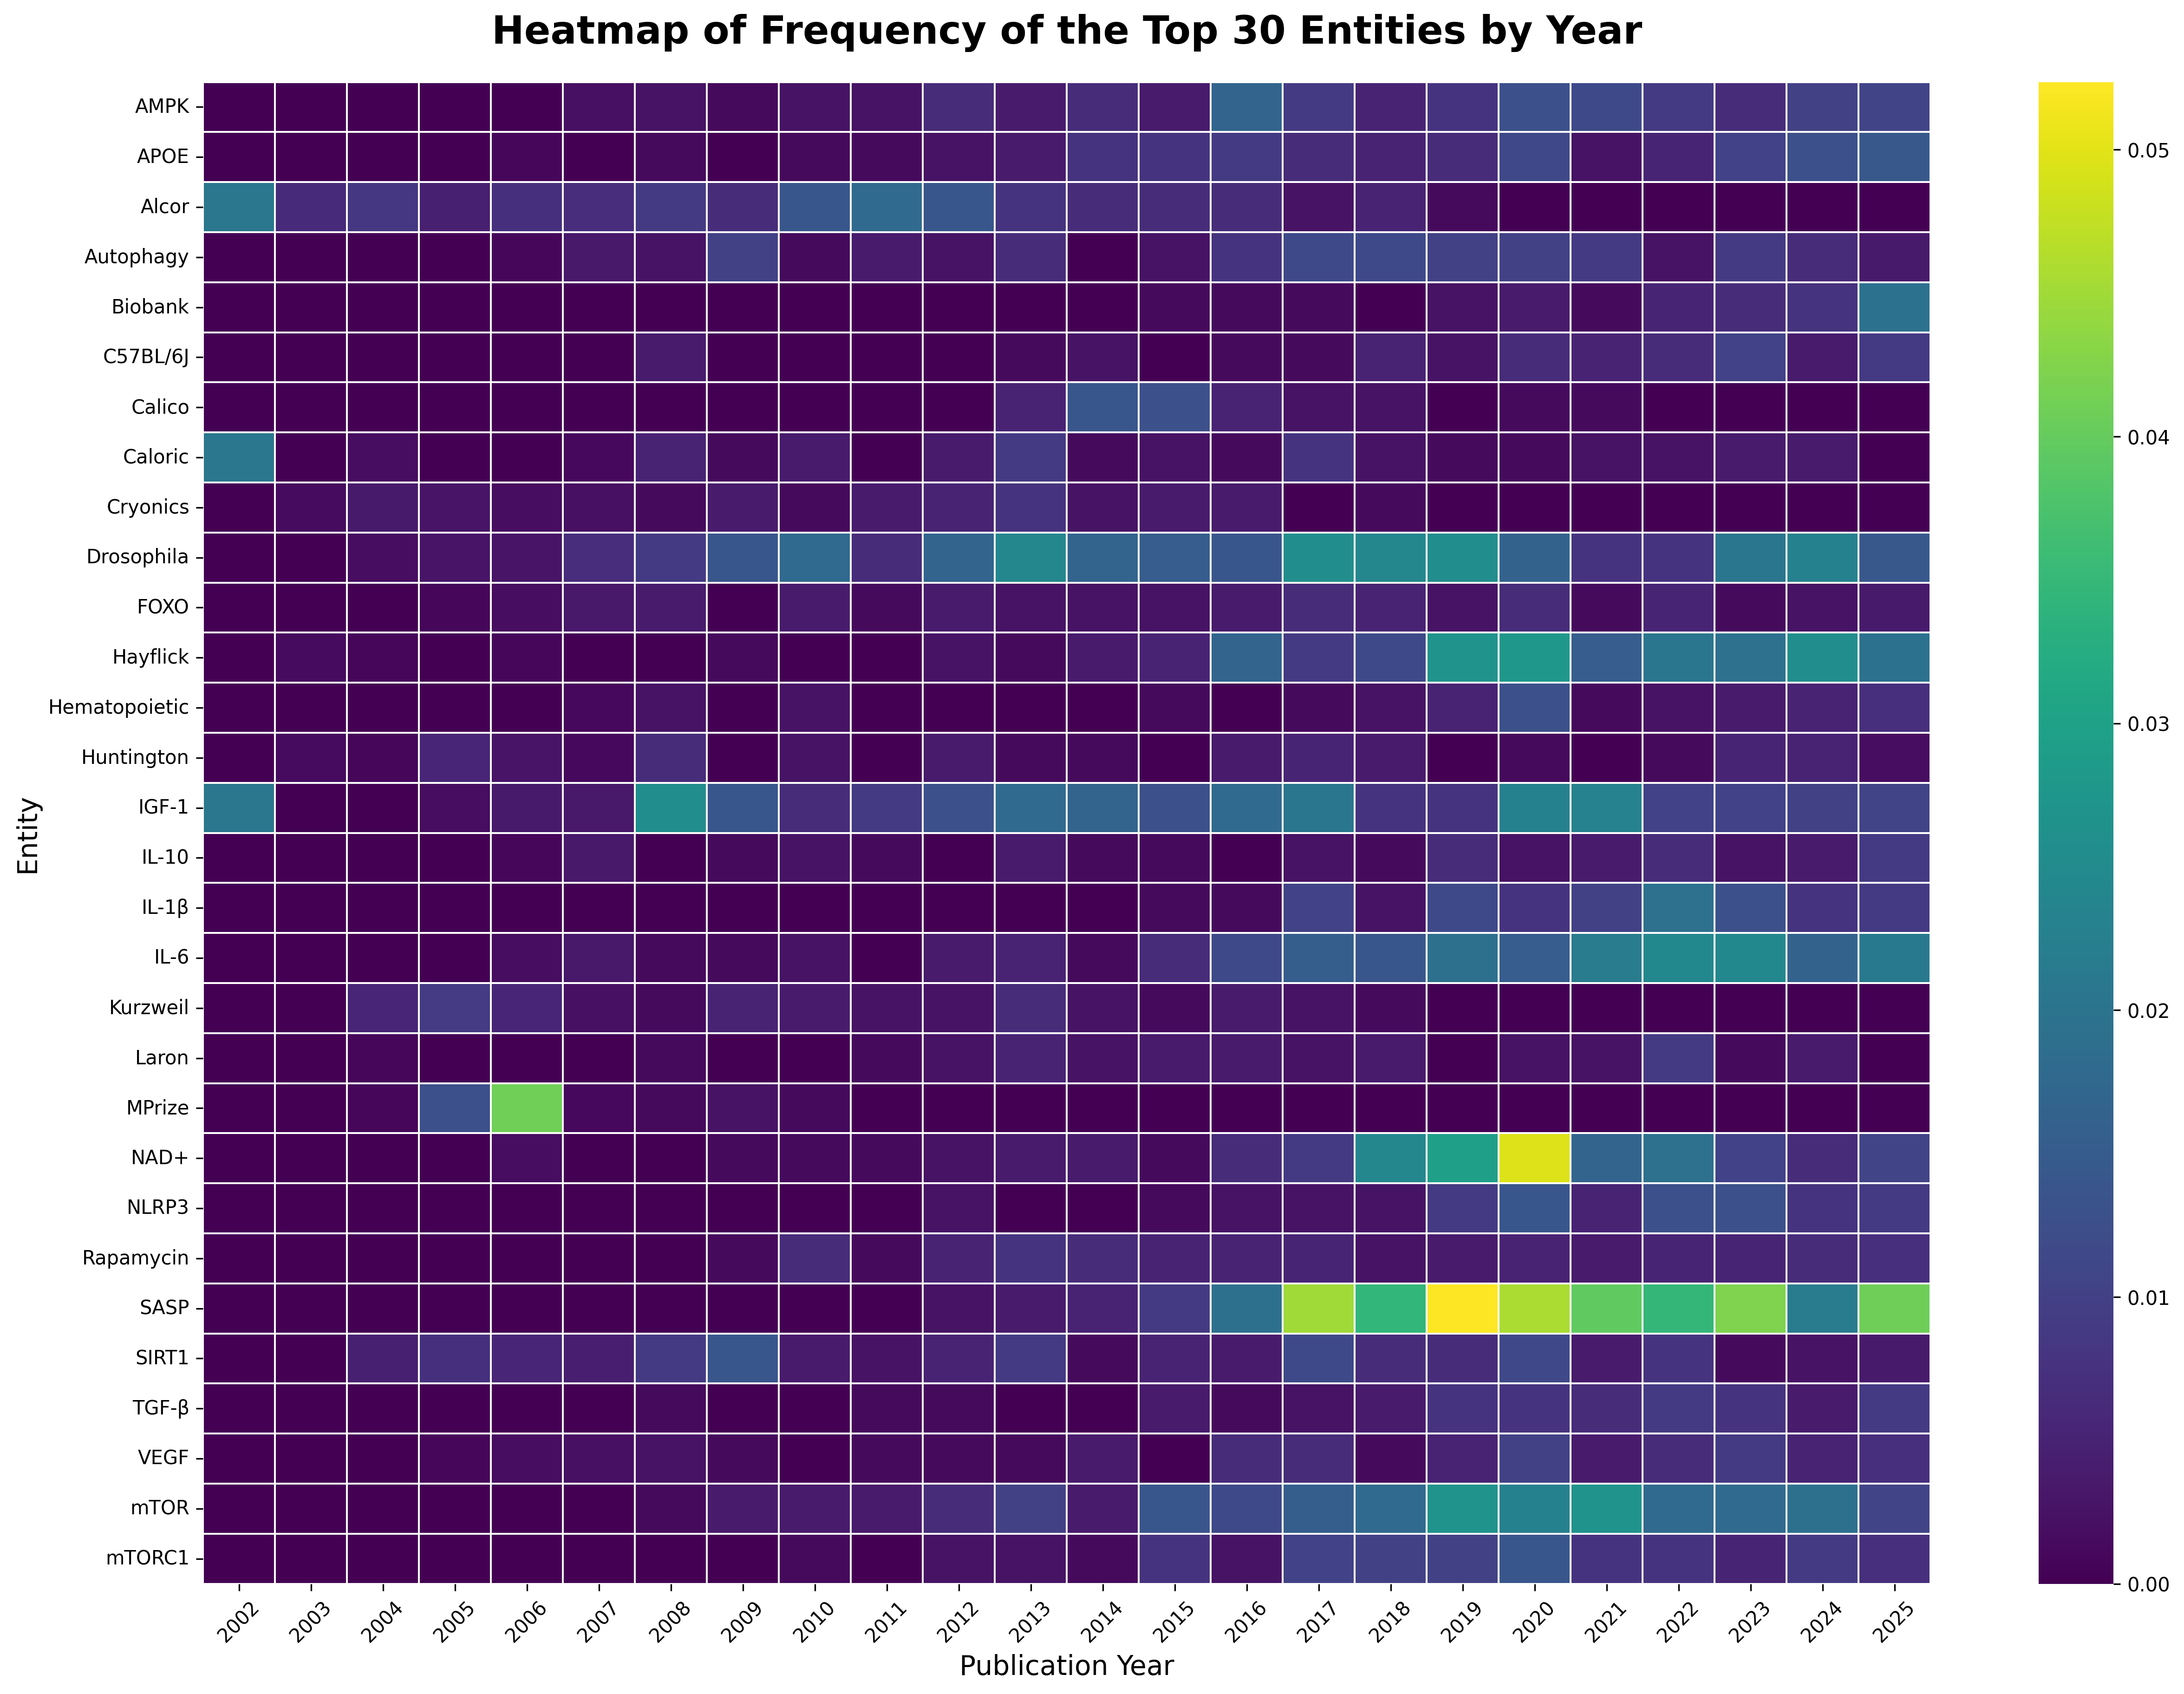 Heatmap of Frequency of the Top 30 Entities by Year
Entity
AMPK
APOE
Alcor
Autophagy
Biobank
C57BL/6J
Calico
Caloric
Cryonics
Drosophila
FOXO
Hayflick
Hematopoietic
Huntington
IGF-1
IL-10
IL-1β
IL-6
Kurzweil
Laron
MPrize
NAD+
NLRP3
Rapamycin
SASP
SIRT1
TGF-β
VEGF
mTOR
mTORC1
2002 2003 2004 2005 2006 2007 2008 2009 2010 2011 2012 2013 2014 2015 2016 2017 2018 2019 2020 2021 2022 2023 2024 2025
Publication Year
0.05
0.04
0.03
0.02
0.01
0.00